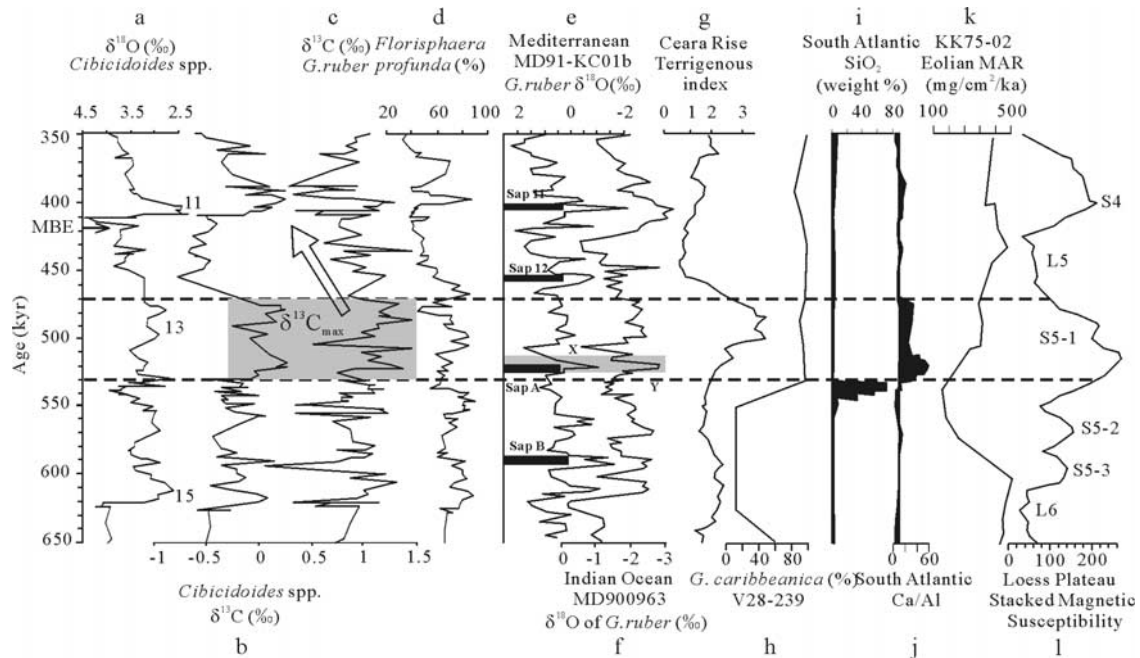 a c d e g i k
δ¹⁸O (‰) δ¹³C (‰) Florisphaera Mediterranean Ceara Rise South Atlantic KK75-02
Cibicidoides spp. G.ruber profunda (%) MD91-KC01b Terrigenous SiO₂ Eolian MAR
G.ruber δ¹⁸O(‰) index (weight %) (mg/cm²/ka)
4.5 3.5 2.5 20 60 100 2 0 -2 0 1 2 3 0 40 80 100 500
350
400
MBE
450
500
550
600
650
Age (kyr)
11
13
15
δ¹³Cmax
Sap 11
Sap 12
X
Sap A Y
Sap B
S4
L5
S5-1
S5-2
S5-3
L6
-1 -0.5 0 0.5 1 1.5 0 -1 -2 -3 0 40 80 0 60 0 100 200
Cibicidoides spp. Indian Ocean G. caribbeanica (%) South Atlantic Loess Plateau
δ¹³C (‰) MD900963 V28-239 Ca/Al Stacked Magnetic
δ¹⁸O of G.ruber (‰) Susceptibility
b f h j l